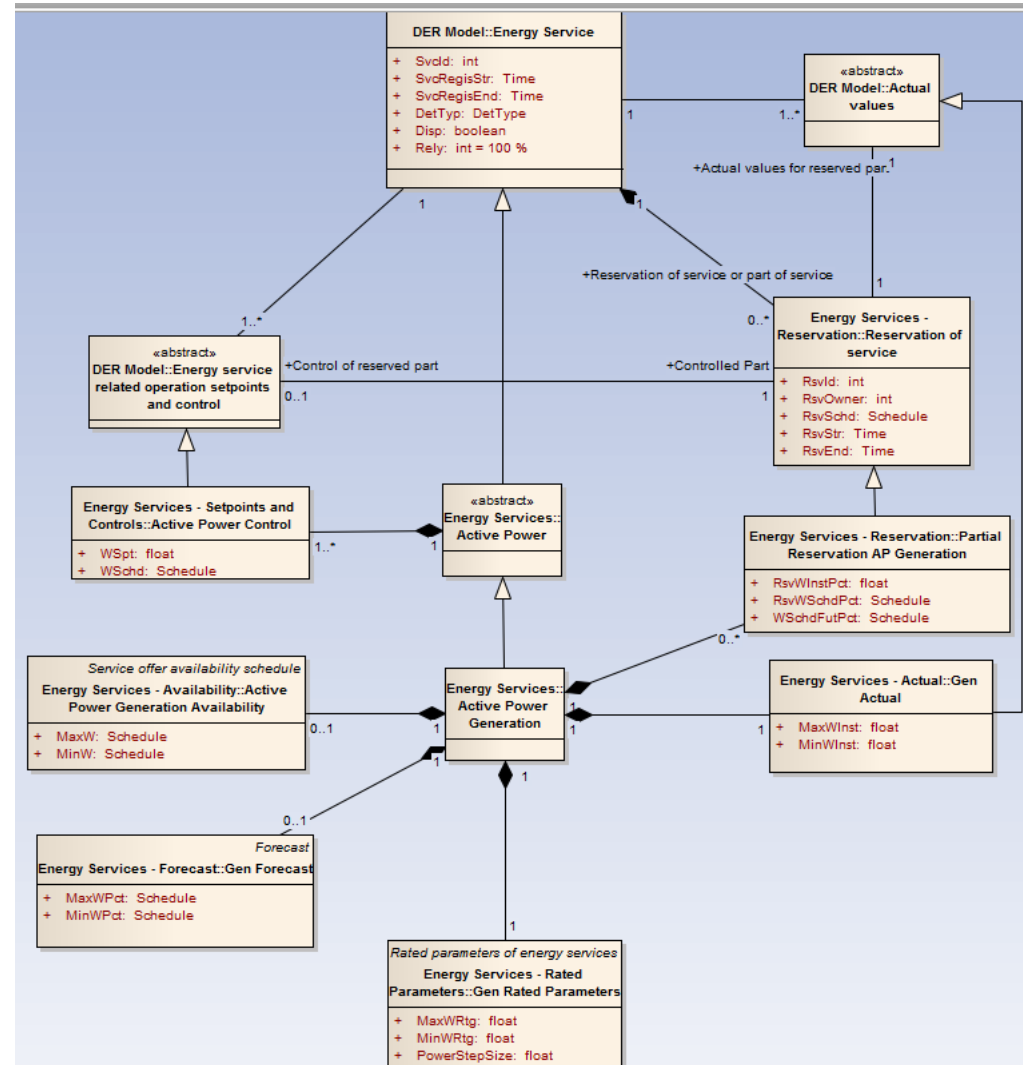 DER Model::Energy Service
+ SvcId: int
+ SvcRegisStr: Time
+ SvcRegisEnd: Time
+ DetTyp: DetType
+ Disp: boolean
+ Rely: int = 100 %
«abstract»
DER Model::Actual
values
1
1..*
+Actual values for reserved par.
1
1
1
1
+Reservation of service or part of service
1..*
0..*
Energy Services -
Reservation::Reservation of
service
+ RsvId: int
+ RsvOwner: int
+ RsvSchd: Schedule
+ RsvStr: Time
+ RsvEnd: Time
«abstract»
DER Model::Energy service
related operation setpoints
and control
+Control of reserved part
+Controlled Part
0..1
1
Energy Services - Setpoints and
Controls::Active Power Control
+ WSpt: float
+ WSchd: Schedule
«abstract»
Energy Services::
Active Power
1..*
1
Energy Services - Reservation::Partial
Reservation AP Generation
+ RsvWInstPct: float
+ RsvWSchdPct: Schedule
+ WSchdFutPct: Schedule
0..*
Service offer availability schedule
Energy Services - Availability::Active
Power Generation Availability
+ MaxW: Schedule
+ MinW: Schedule
0..1
1
Energy Services::
Active Power
Generation
1
1
1
Energy Services - Actual::Gen
Actual
+ MaxWInst: float
+ MinWInst: float
1
1
0..1
Forecast
Energy Services - Forecast::Gen Forecast
+ MaxWPct: Schedule
+ MinWPct: Schedule
1
Rated parameters of energy services
Energy Services - Rated
Parameters::Gen Rated Parameters
+ MaxWRtg: float
+ MinWRtg: float
+ PowerStepSize: float